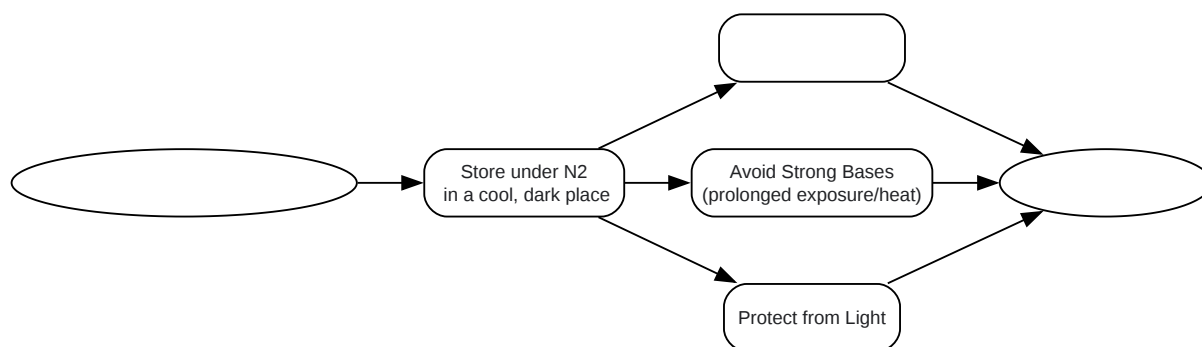 Store under N2
in a cool, dark place
Avoid Strong Bases
(prolonged exposure/heat)
Protect from Light